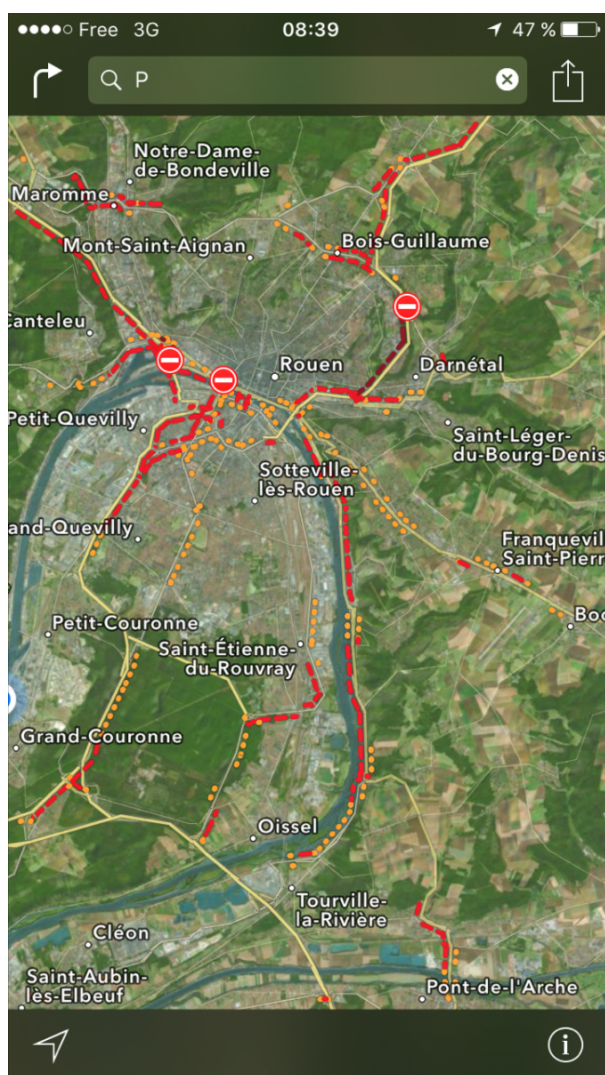 Free 3G
08:39
47 %
P
Notre-Dame-
de-Bondeville
Maromme
Mont-Saint-Aignan
Bois-Guillaume
Canteleu
Rouen
Darnétal
Petit-Quevilly
Saint-Léger-
du-Bourg-Denis
Sotteville-
lès-Rouen
and-Quevilly
Franquevil
Saint-Pierr
Petit-Couronne
Boo
Saint-Étienne-
du-Rouvray
Grand-Couronne
Oissel
Tourville-
la-Rivière
Cléon
Saint-Aubin-
lès-Elbeuf
Pont-de-l'Arche